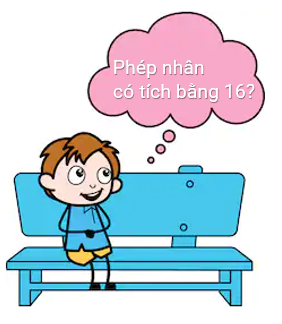 Phép nhân
có tích bằng 16?